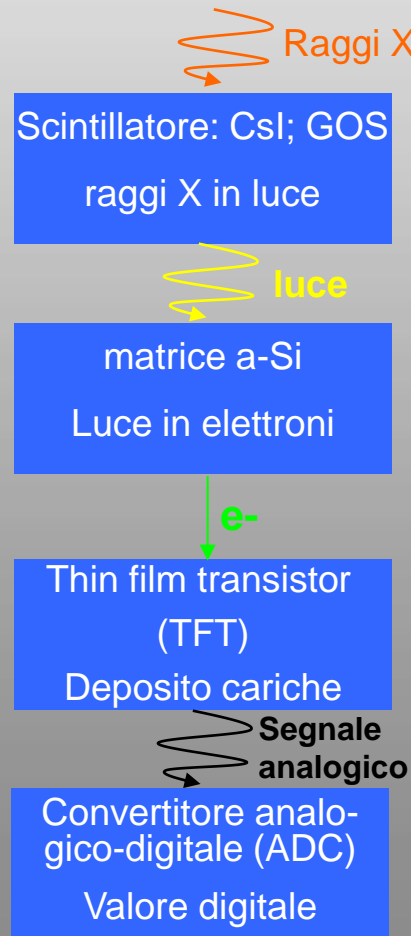 Raggi X
Scintillatore: CsI; GOS
raggi X in luce
luce
matrice a-Si
Luce in elettroni
e-
Thin film transistor
(TFT)
Deposito cariche
Segnale
analogico
Convertitore analo-
gico-digitale (ADC)
Valore digitale